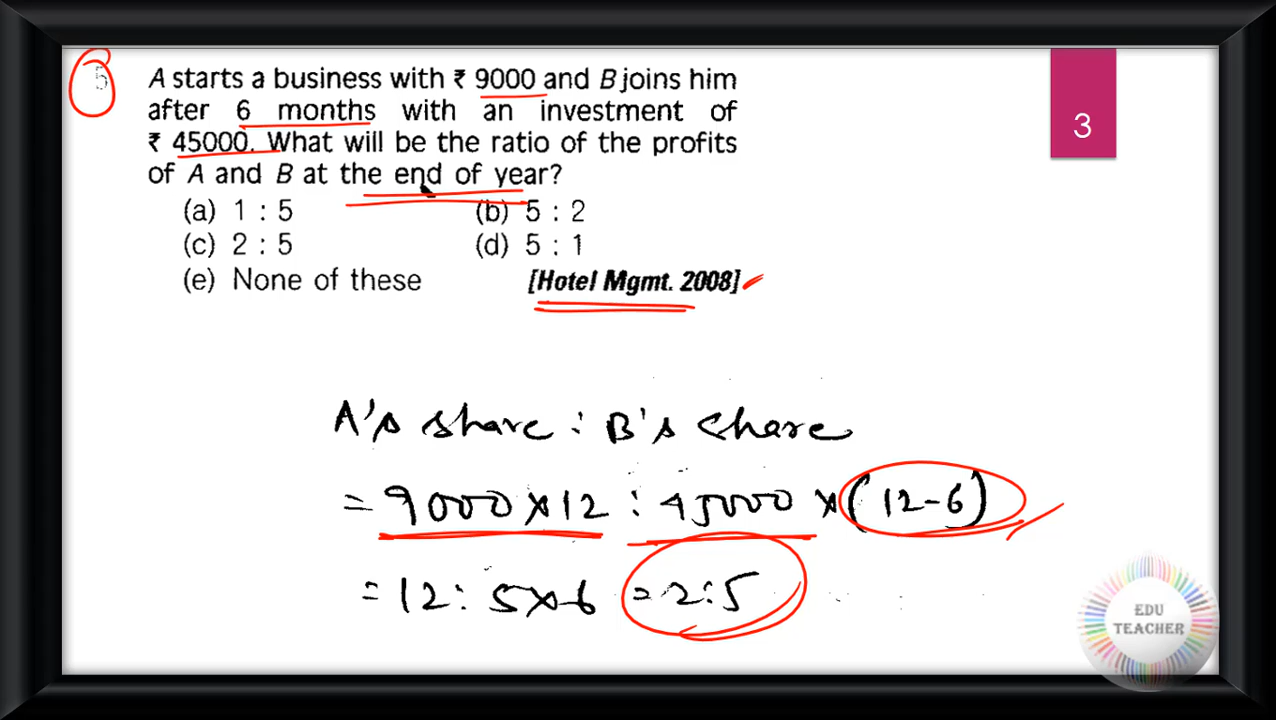 5 A starts a business with ₹ 9000 and B joins him
after 6 months with an investment of
₹ 45000. What will be the ratio of the profits
of A and B at the end of year?
(a) 1 : 5 (b) 5 : 2
(c) 2 : 5 (d) 5 : 1
(e) None of these [Hotel Mgmt. 2008]
3
A's share : B's share
= 9000 × 12 : 45000 × (12-6)
= 12 : 5×6 = 2:5
EDU
TEACHER